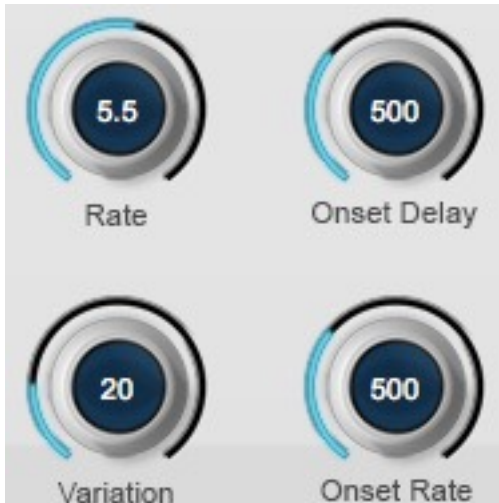 5.5
500
Rate
Onset Delay
20
500
Variation
Onset Rate